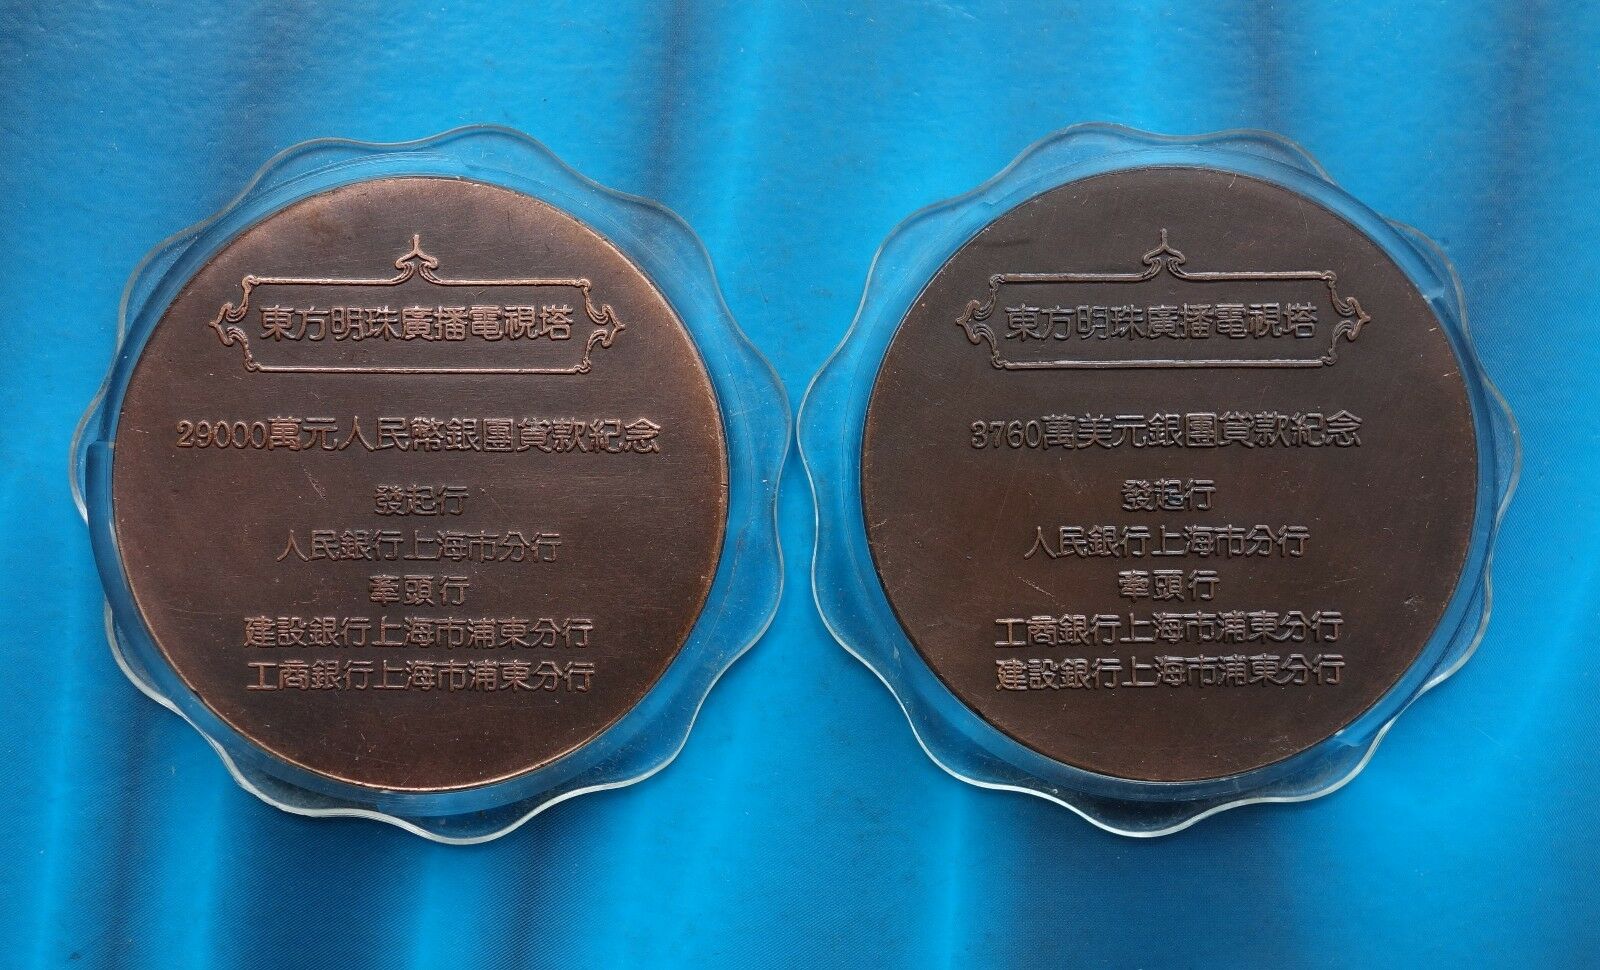 東方明珠廣播電視塔
29000萬元人民幣銀團貸款紀念
發起行
人民銀行上海市分行
牽頭行
建設銀行上海市浦東分行
工商銀行上海市浦東分行
東方明珠廣播電視塔
3760萬美元銀團貸款紀念
發起行
人民銀行上海市分行
牽頭行
工商銀行上海市浦東分行
建設銀行上海市浦東分行